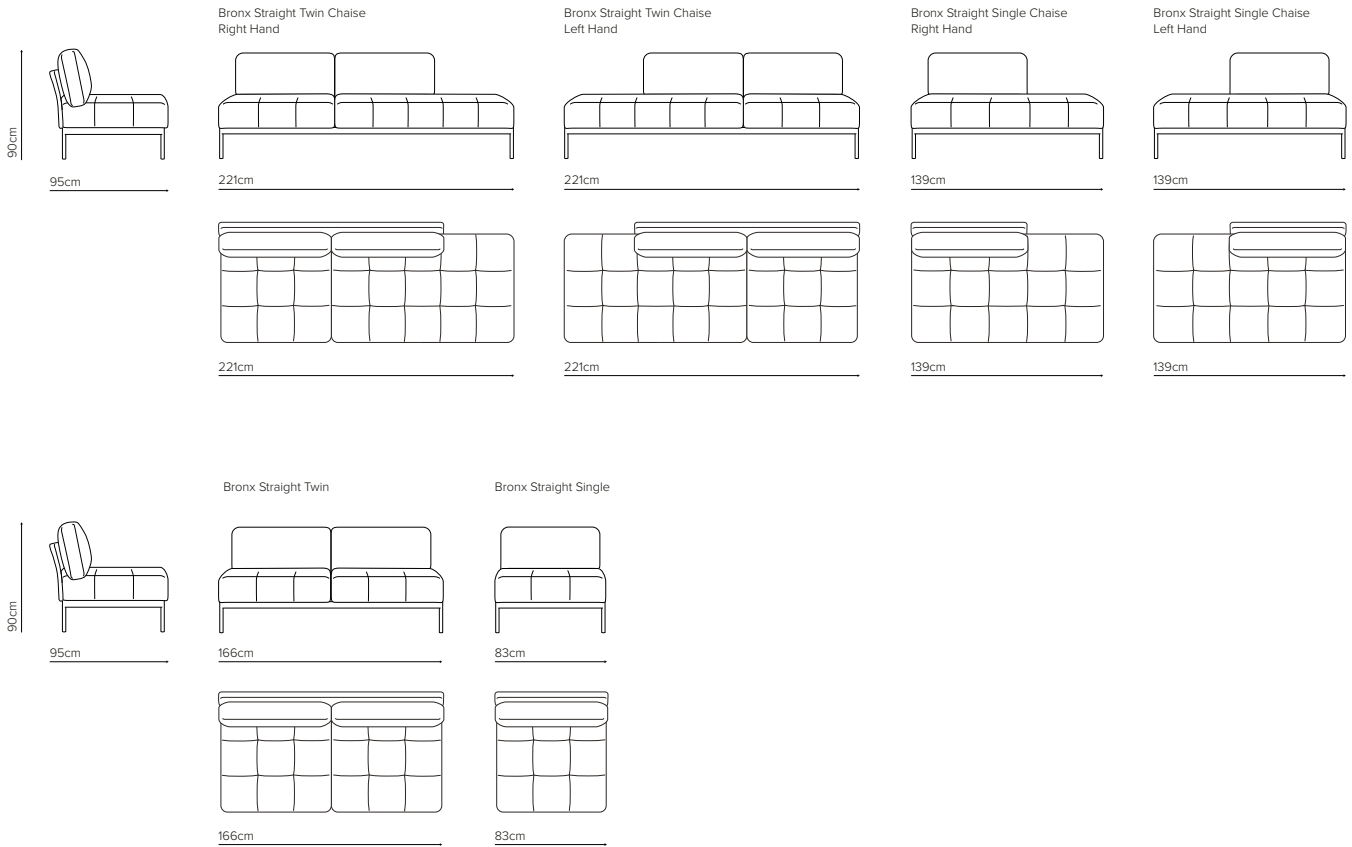 Bronx Straight Twin Chaise
Right Hand
Bronx Straight Twin Chaise
Left Hand
Bronx Straight Single Chaise
Right Hand
Bronx Straight Single Chaise
Left Hand
90cm
95cm
221cm
221cm
139cm
139cm
221cm
221cm
139cm
139cm
Bronx Straight Twin
Bronx Straight Single
90cm
95cm
166cm
83cm
166cm
83cm